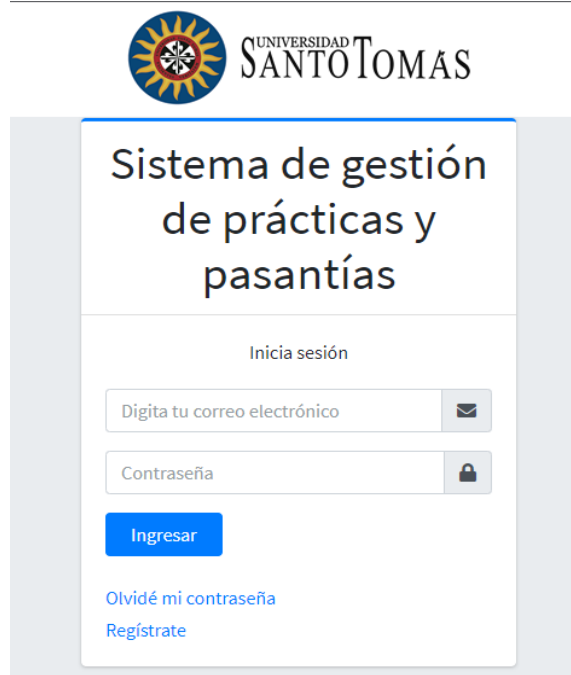 UNIVERSIDAD
SANTO TOMÁS
Sistema de gestión
de prácticas y
pasantías
Inicia sesión
Digita tu correo electrónico
Contraseña
Ingresar
Olvidé mi contraseña
Regístrate